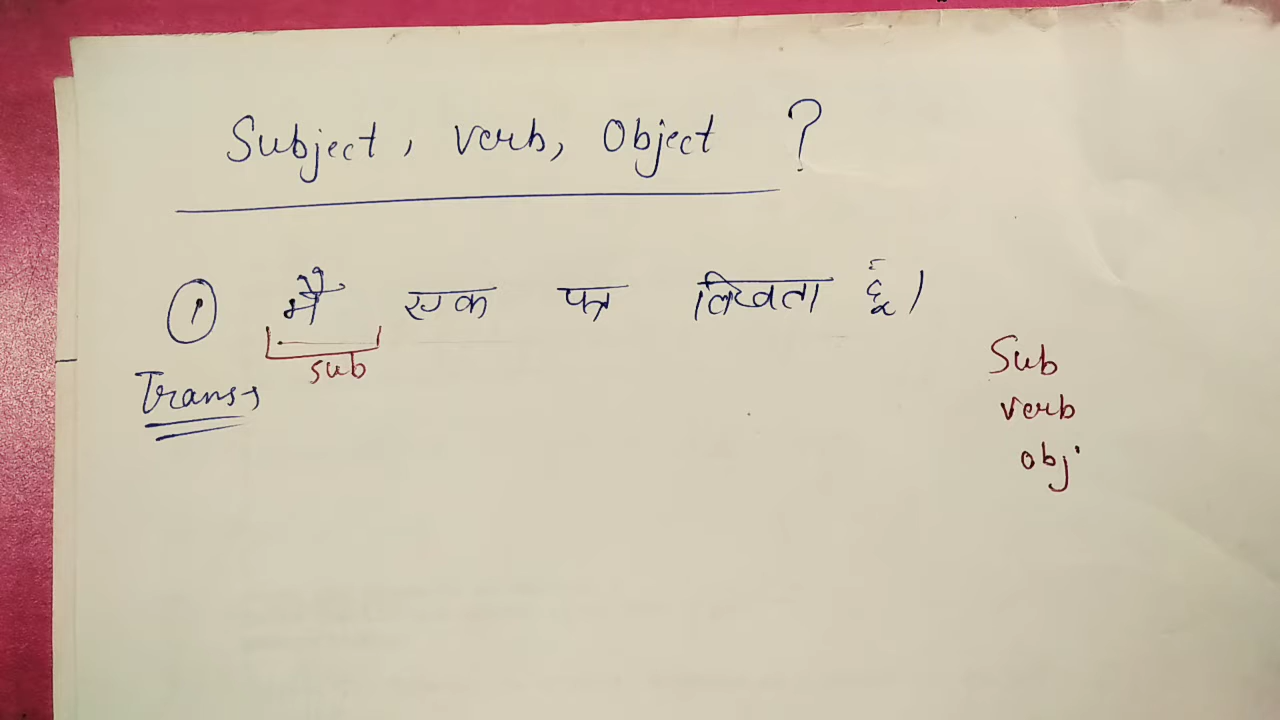 Subject, verb, Object ?
① मै एक पत्र लिखता हूँ।
sub
Trans→
Sub
verb
obj